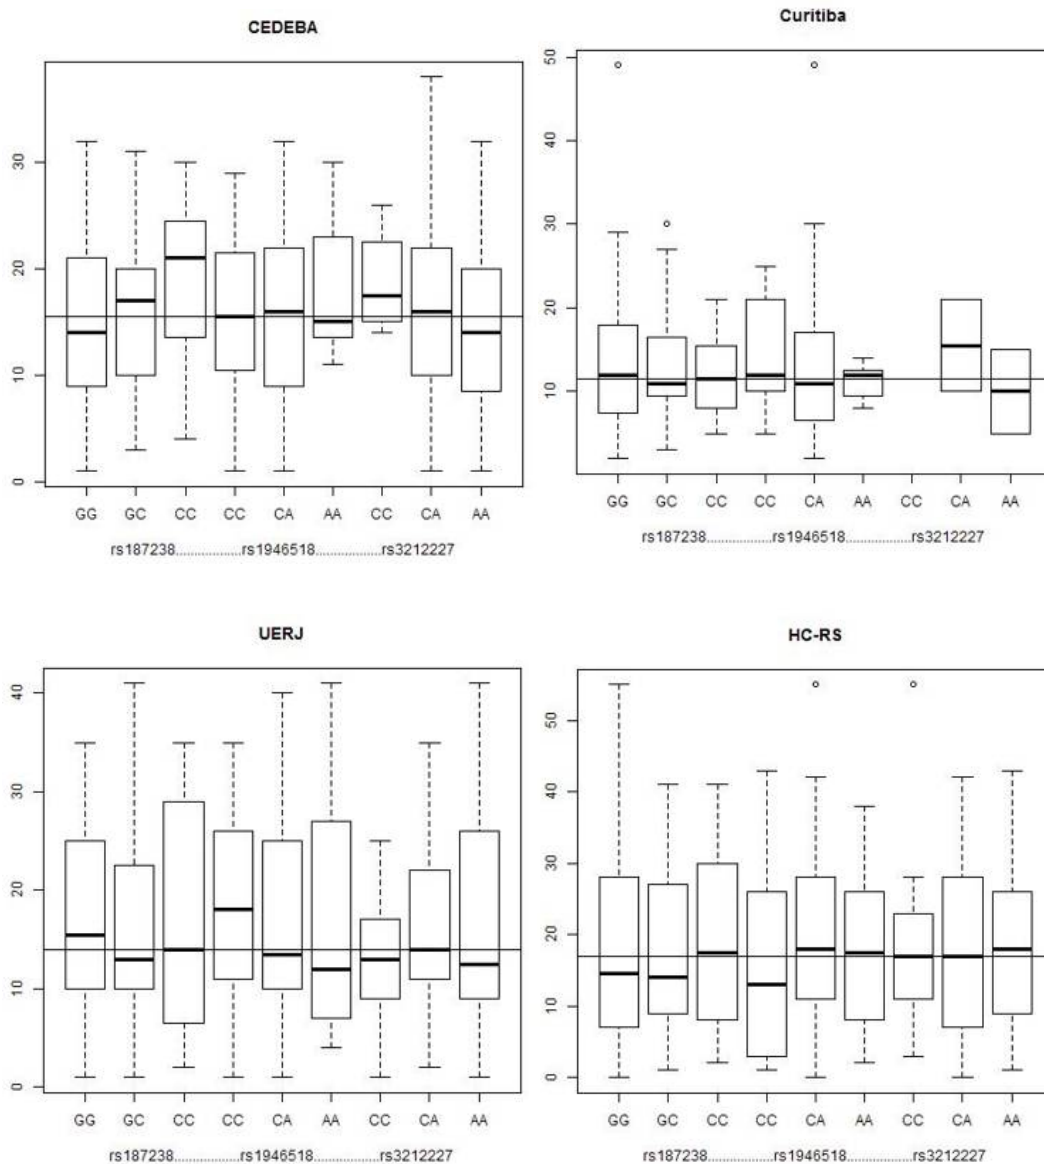 CEDEBA
30
20
10
0
GG GC CC CC CA AA CC CA AA
rs187238..................rs1946518..................rs3212227
Curitiba
50
40
30
20
10
GG GC CC CC CA AA CC CA AA
rs187238..................rs1946518..................rs3212227
UERJ
40
30
20
10
0
GG GC CC CC CA AA CC CA AA
rs187238..................rs1946518..................rs3212227
HC-RS
50
40
30
20
10
0
GG GC CC CC CA AA CC CA AA
rs187238..................rs1946518..................rs3212227